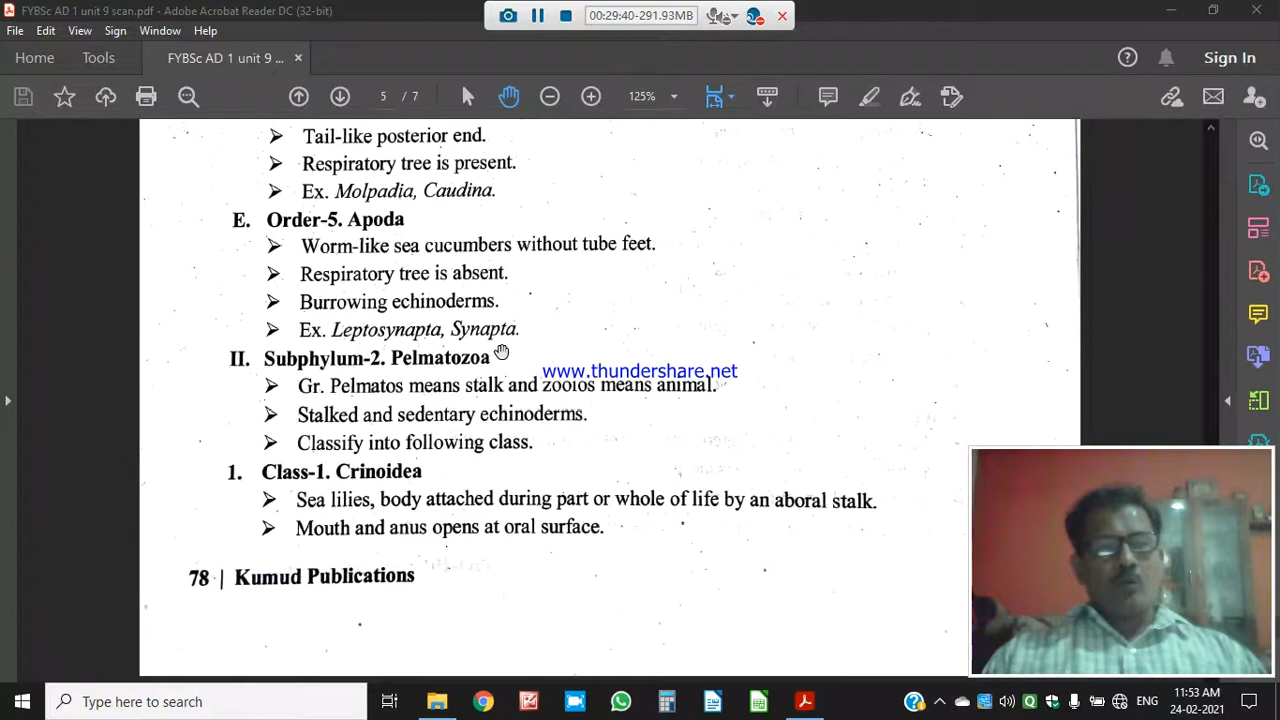 FYBSc AD 1 unit 9 scan.pdf - Adobe Acrobat Reader DC (32-bit)
00:29:40-291.93MB
File Edit View Sign Window Help
Home Tools FYBSc AD 1 unit 9 ... Sign In
5 / 7 125%
Tail-like posterior end.
Respiratory tree is present.
Ex. Molpadia, Caudina.
E. Order-5. Apoda
Worm-like sea cucumbers without tube feet.
Respiratory tree is absent.
Burrowing echinoderms.
Ex. Leptosynapta, Synapta.
II. Subphylum-2. Pelmatozoa
www.thundershare.net
Gr. Pelmatos means stalk and zooios means animal.
Stalked and sedentary echinoderms.
Classify into following class.
1. Class-1. Crinoidea
Sea lilies, body attached during part or whole of life by an aboral stalk.
Mouth and anus opens at oral surface.
78 | Kumud Publications
Type here to search
ENG
11:53 AM
24-02-2021